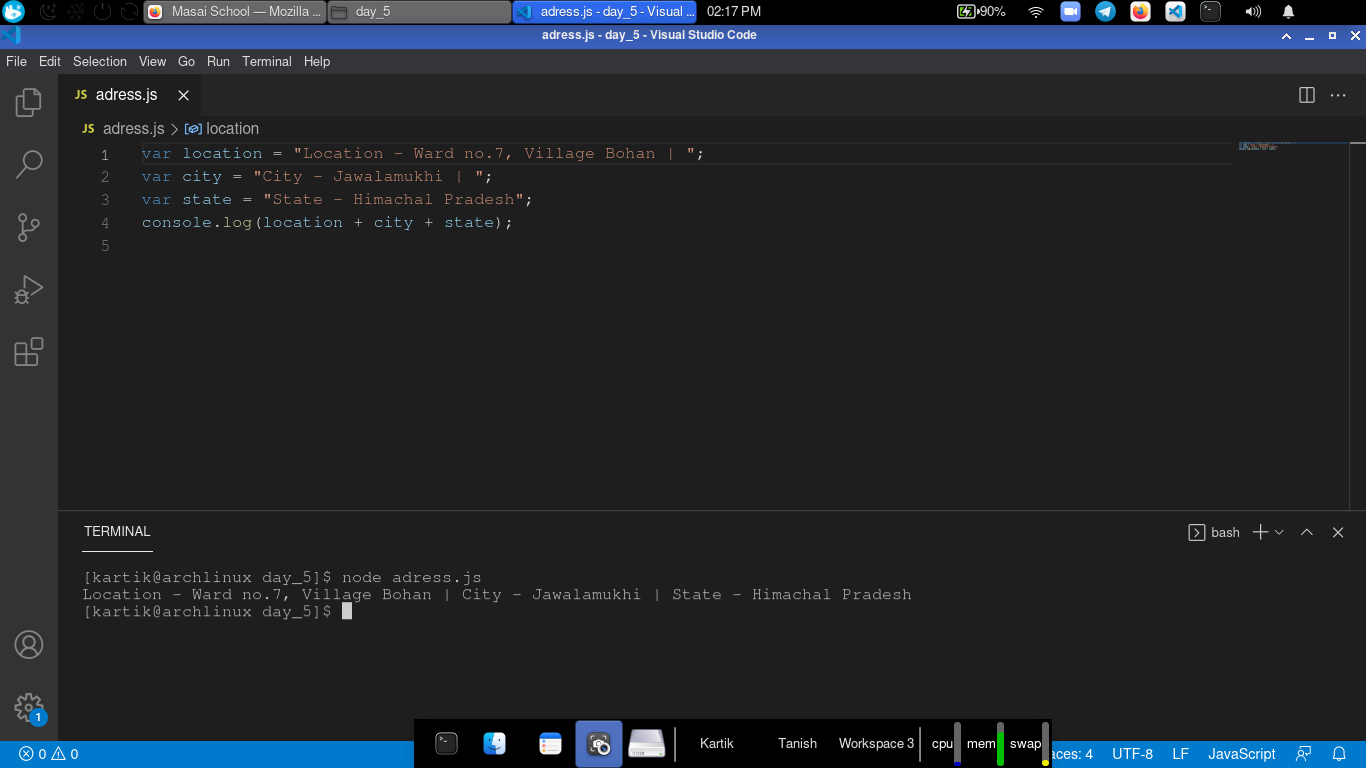 Masai School — Mozilla ... day_5 adress.js - day_5 - Visual ... 02:17 PM 90%
adress.js - day_5 - Visual Studio Code
File Edit Selection View Go Run Terminal Help
JS adress.js
JS adress.js > location
1 var location = "Location - Ward no.7, Village Bohan | ";
2 var city = "City - Jawalamukhi | ";
3 var state = "State - Himachal Pradesh";
4 console.log(location + city + state);
5
TERMINAL bash
[kartik@archlinux day_5]$ node adress.js
Location - Ward no.7, Village Bohan | City - Jawalamukhi | State - Himachal Pradesh
[kartik@archlinux day_5]$
1
Kartik Tanish Workspace 3 cpu mem swap
0 0 aces: 4 UTF-8 LF JavaScript